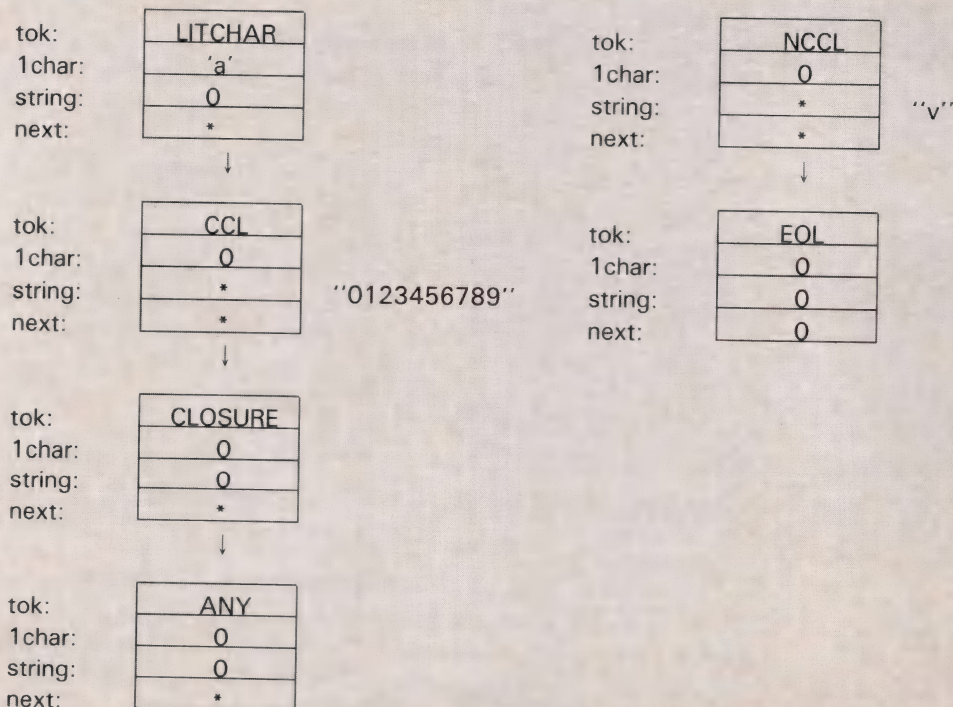 tok: LITCHAR
1char: 'a'
string: 0
next: *
↓
tok: CCL
1char: 0
string: * ''0123456789''
next: *
↓
tok: CLOSURE
1char: 0
string: 0
next: *
↓
tok: ANY
1char: 0
string: 0
next: *
tok: NCCL
1char: 0
string: * ''v''
next: *
↓
tok: EOL
1char: 0
string: 0
next: 0